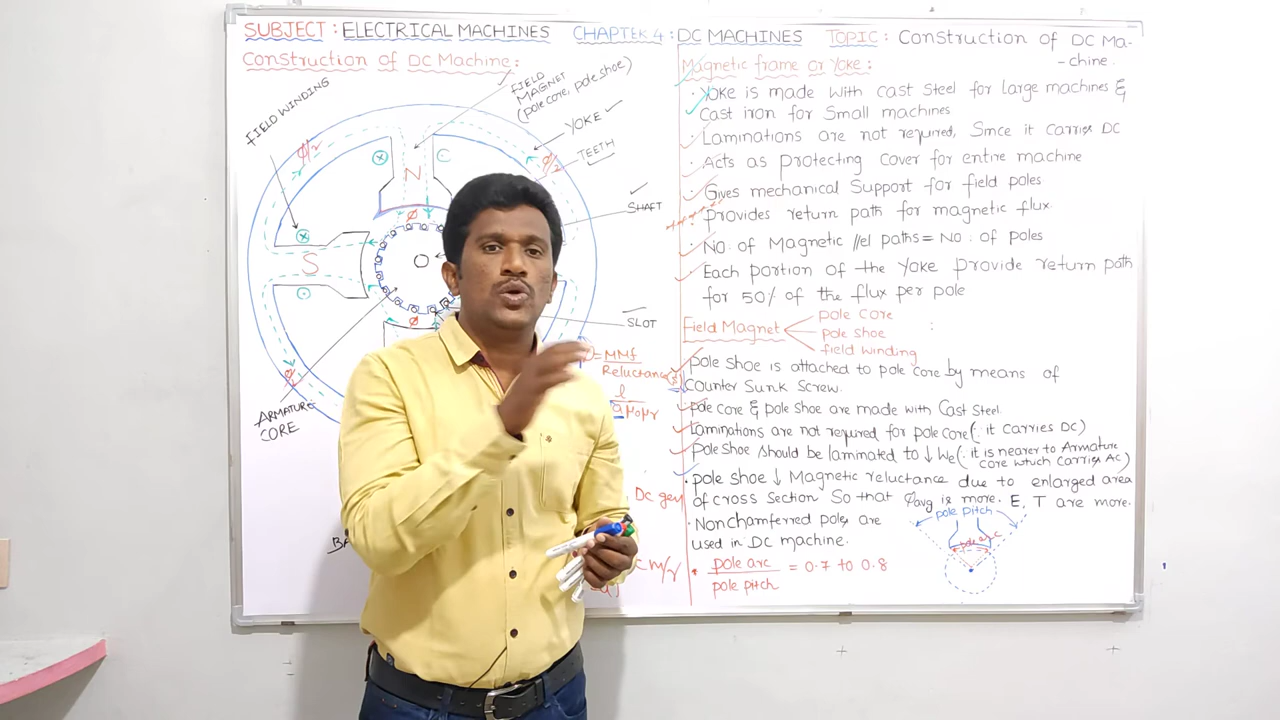 SUBJECT : ELECTRICAL MACHINES CHAPTER 4 : DC MACHINES TOPIC : Construction of DC Ma-
-chine.
Construction of DC Machine :
FIELD WINDING
FIELD
MAGNET
(pole core, pole shoe)
YOKE
TEETH
SHAFT
SLOT
ARMATURE
CORE
N
S
φ/2
φ/2
φ
φ
= MMf
Reluctance
l
a μ0μr
DC gen
Magnetic frame or Yoke :
· Yoke is made with cast steel for large machines &
cast iron for small machines
· Laminations are not required, Since it carries DC
· Acts as protecting cover for entire machine
· Gives mechanical Support for field poles
· provides return path for magnetic flux
· No. of Magnetic //el paths = No. of poles
· Each portion of the Yoke provide return path
for 50% of the flux per pole
Field Magnet
pole core
pole shoe
field winding
· pole Shoe is attached to pole core by means of
Counter Sunk Screw.
· pole core & pole shoe are made with Cast Steel.
· Laminations are not required for pole core (∵ it carries DC)
· pole shoe should be laminated to ↓ We (∵ it is nearer to Armature
core which carries AC)
· pole shoe ↓ Magnetic reluctance due to enlarged area
of cross section So that φavg is more. E, T are more.
· Non chamferred poles are
used in DC machine.
pole pitch
pole arc
· pole arc
pole pitch
= 0.7 to 0.8